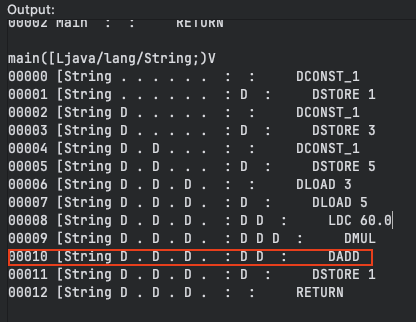 Output:
00002 Main  :  :     RETURN
main([Ljava/lang/String;)V
00000 [String . . . . . .  :  :     DCONST_1
00001 [String . . . . . .  : D  :     DSTORE 1
00002 [String D . . . . .  :  :     DCONST_1
00003 [String D . . . . .  : D  :     DSTORE 3
00004 [String D . D . . .  :  :     DCONST_1
00005 [String D . D . . .  : D  :     DSTORE 5
00006 [String D . D . D .  :  :     DLOAD 3
00007 [String D . D . D .  : D  :     DLOAD 5
00008 [String D . D . D .  : D D  :     LDC 60.0
00009 [String D . D . D .  : D D D  :     DMUL
00010 [String D . D . D .  : D D  :     DADD
00011 [String D . D . D .  : D  :     DSTORE 1
00012 [String D . D . D .  :  :     RETURN